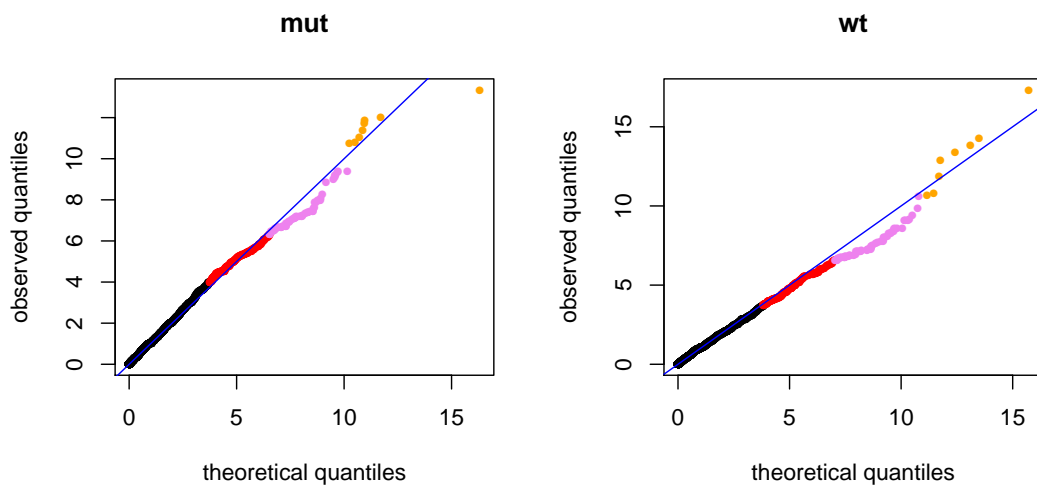 mut
observed quantiles
0 2 4 6 8 10
0 5 10 15
theoretical quantiles
wt
observed quantiles
0 5 10 15
0 5 10 15
theoretical quantiles